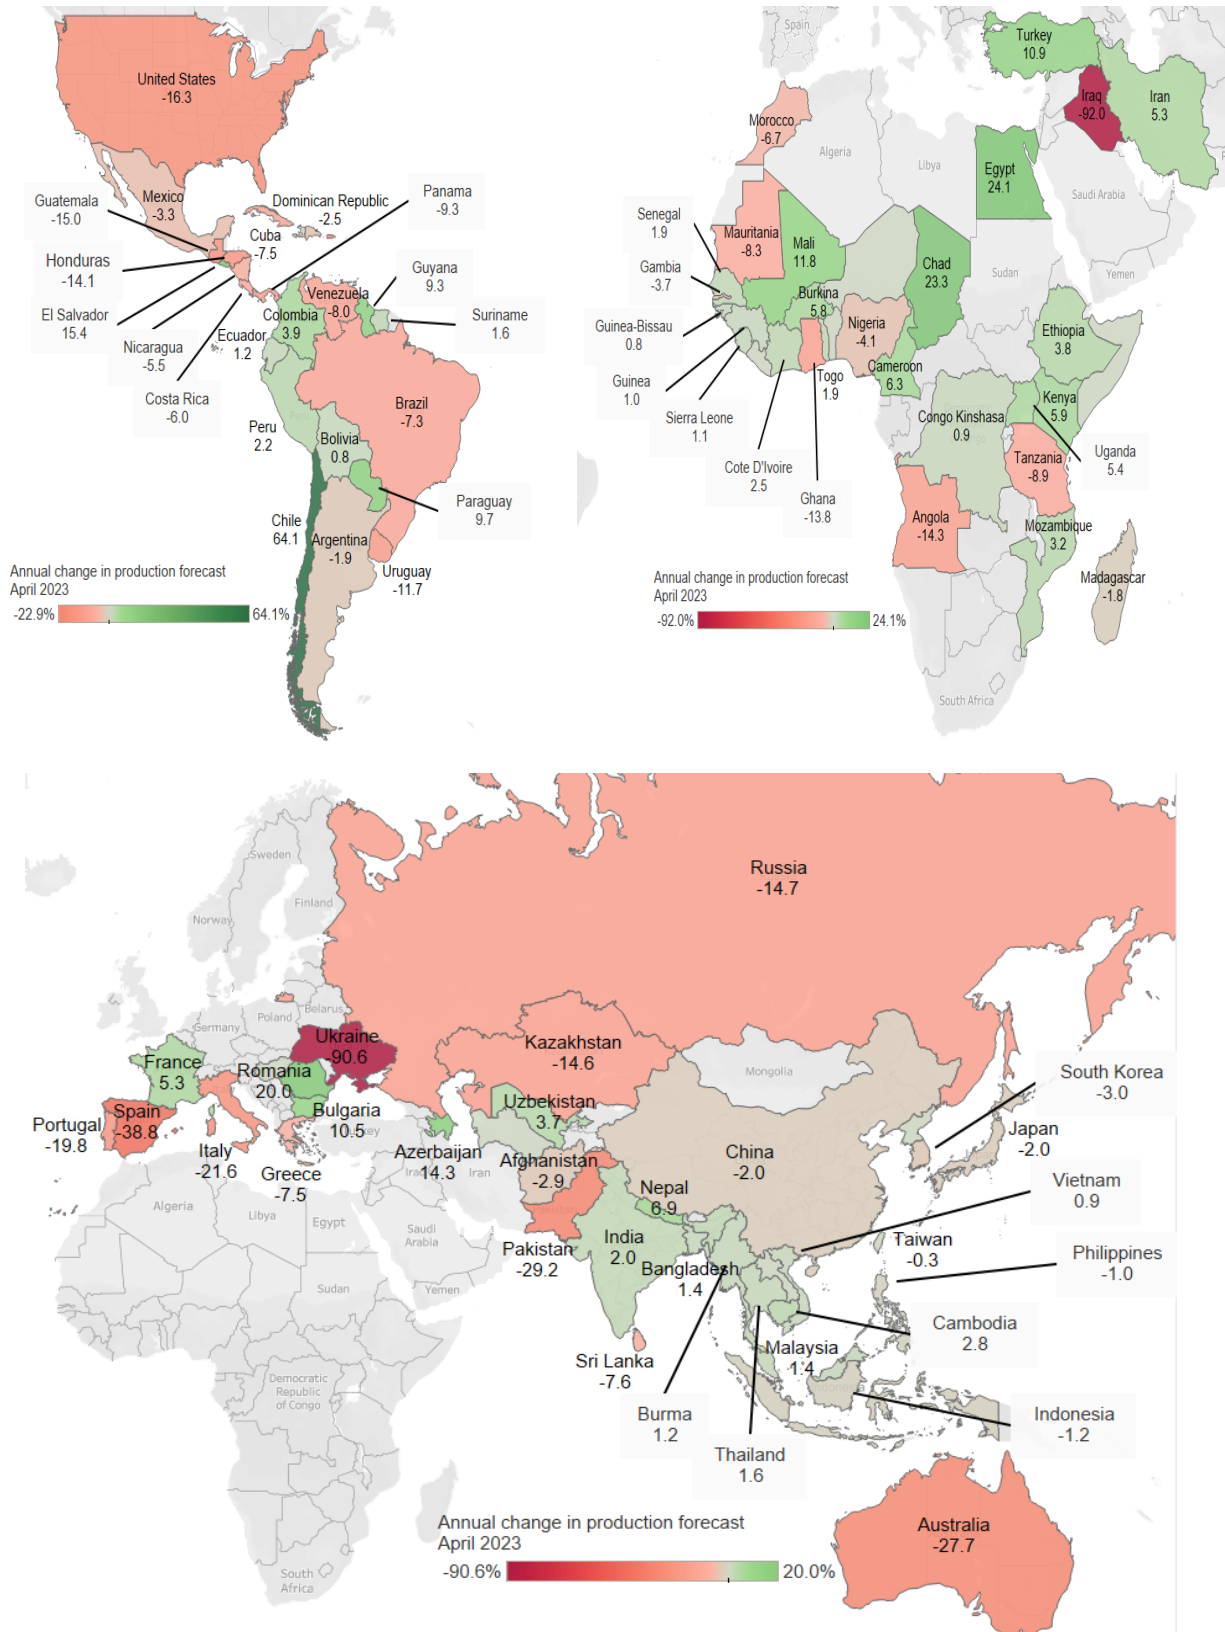 United States
-16.3
Mexico
-3.3
Guatemala
-15.0
Honduras
-14.1
El Salvador
15.4
Nicaragua
-5.5
Costa Rica
-6.0
Dominican Republic
-2.5
Cuba
-7.5
Panama
-9.3
Guyana
9.3
Suriname
1.6
Venezuela
-8.0
Colombia
3.9
Ecuador
1.2
Peru
2.2
Brazil
-7.3
Bolivia
0.8
Paraguay
9.7
Chile
64.1
Argentina
-1.9
Uruguay
-11.7
Annual change in production forecast
April 2023
-22.9%
64.1%
Spain
Turkey
10.9
Iraq
-92.0
Iran
5.3
Morocco
-6.7
Algeria
Libya
Egypt
24.1
Saudi Arabia
Senegal
1.9
Mauritania
-8.3
Mali
11.8
Chad
23.3
Sudan
Yemen
Gambia
-3.7
Burkina
5.8
Guinea-Bissau
0.8
Nigeria
-4.1
Ethiopia
3.8
Guinea
1.0
Togo
1.9
Cameroon
6.3
Kenya
5.9
Sierra Leone
1.1
Congo Kinshasa
0.9
Uganda
5.4
Cote D'Ivoire
2.5
Ghana
-13.8
Tanzania
-8.9
Angola
-14.3
Mozambique
3.2
Madagascar
-1.8
Annual change in production forecast
April 2023
-92.0%
24.1%
South Africa
Russia
-14.7
Sweden
Finland
Norway
Belarus
Poland
Germany
Ukraine
-90.6
France
5.3
Romania
20.0
Kazakhstan
-14.6
Mongolia
South Korea
-3.0
Portugal
-19.8
Spain
-38.8
Italy
-21.6
Greece
-7.5
Bulgaria
10.5
Azerbaijan
14.3
Uzbekistan
3.7
Afghanistan
-2.9
China
-2.0
Japan
-2.0
Vietnam
0.9
Iran
Algeria
Libya
Egypt
Saudi
Arabia
Pakistan
-29.2
Nepal
6.9
India
2.0
Bangladesh
1.4
Taiwan
-0.3
Philippines
-1.0
Sudan
Yemen
Cambodia
2.8
Sri Lanka
-7.6
Malaysia
1.4
Democratic
Republic
of Congo
Burma
1.2
Thailand
1.6
Indonesia
-1.2
Annual change in production forecast
April 2023
-90.6%
20.0%
Australia
-27.7
South
Africa